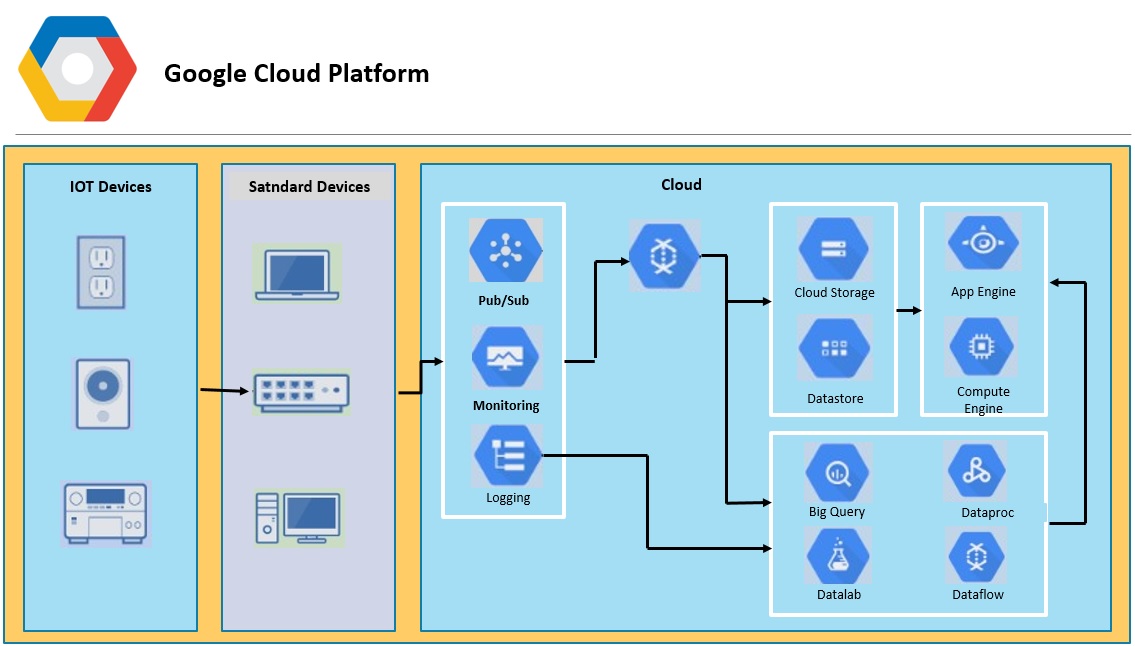 Google Cloud Platform
IOT Devices
Satndard Devices
Cloud
Pub/Sub
Monitoring
Logging
Cloud Storage
Datastore
App Engine
Compute
Engine
Big Query
Dataproc
Datalab
Dataflow